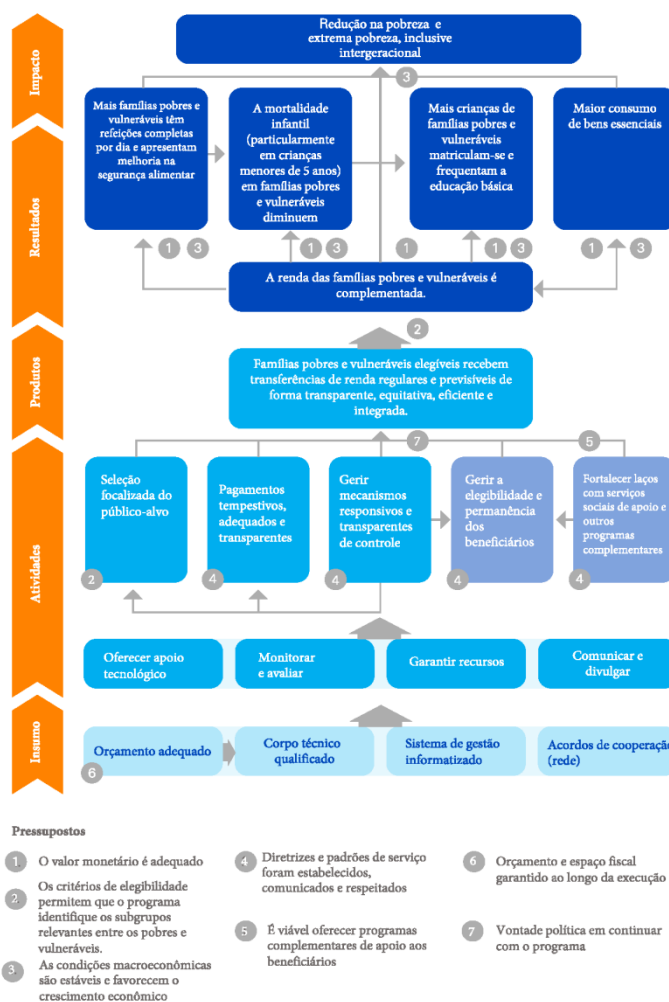 Impacto
Redução na pobreza e
extrema pobreza, inclusive
intergeracional
3
Resultados
Mais famílias pobres e
vulneráveis têm
refeições completas
por dia e apresentam
melhoria na
segurança alimentar
A mortalidade
infantil
(particularmente
em crianças
menores de 5 anos)
em famílias pobres
e vulneráveis
diminuem
Mais crianças de
famílias pobres e
vulneráveis
matriculam-se e
frequentam a
educação básica
Maior consumo
de bens essenciais
1 3
1 3
1
1 3
1 3
A renda das famílias pobres e vulneráveis é
complementada.
2
Produtos
Famílias pobres e vulneráveis elegíveis recebem
transferências de renda regulares e previsíveis de
forma transparente, equitativa, eficiente e
integrada.
7
5
Atividades
Seleção
focalizada do
público-alvo
2
Pagamentos
tempestivos,
adequados e
transparentes
4
Gerir
mecanismos
responsivos e
transparentes
de controle
4
Gerir a
elegibilidade e
permanência
dos
beneficiários
4
Fortalecer laços
com serviços
sociais de apoio e
outros
programas
complementares
4
Oferecer apoio
tecnológico
Monitorar
e avaliar
Garantir recursos
Comunicar e
divulgar
Insumo
Orçamento adequado
6
Corpo técnico
qualificado
Sistema de gestão
informatizado
Acordos de cooperação
(rede)
Pressupostos
1 O valor monetário é adequado
2 Os critérios de elegibilidade
permitem que o programa
identifique os subgrupos
relevantes entre os pobres e
vulneráveis.
3 As condições macroeconômicas
são estáveis e favorecem o
crescimento econômico
4 Diretrizes e padrões de serviço
foram estabelecidos,
comunicados e respeitados
5 É viável oferecer programas
complementares de apoio aos
beneficiários
6 Orçamento e espaço fiscal
garantido ao longo da execução
7 Vontade política em continuar
com o programa